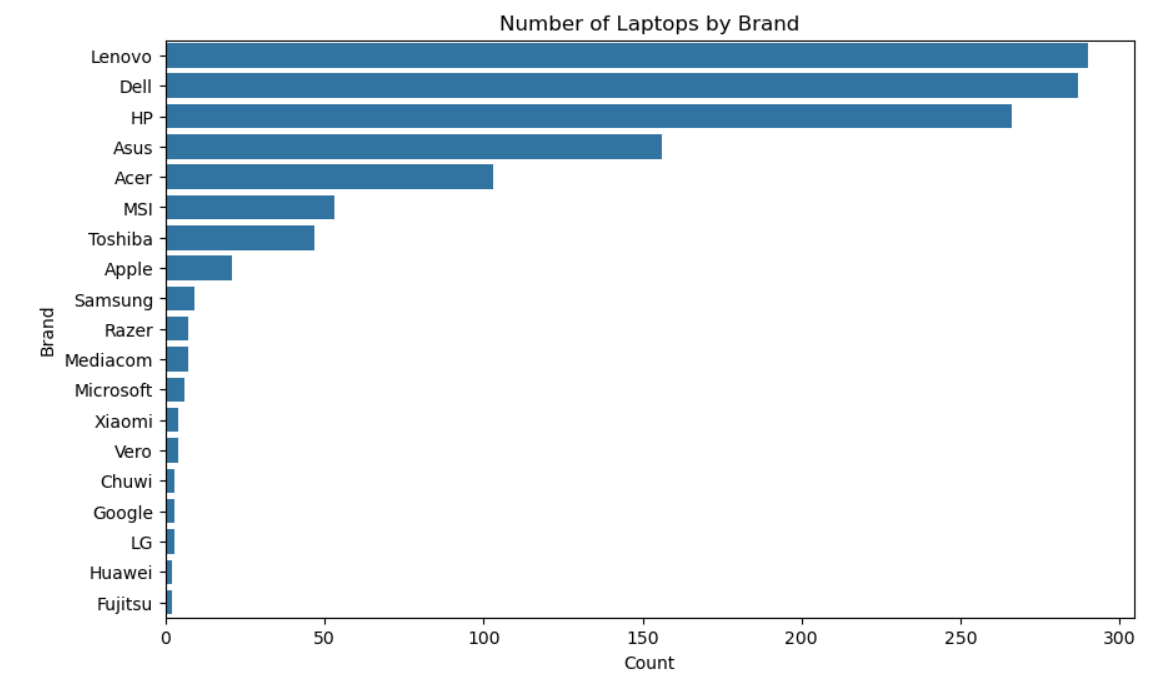 Number of Laptops by Brand
Lenovo
Dell
HP
Asus
Acer
MSI
Toshiba
Apple
Samsung
Razer
Mediacom
Microsoft
Xiaomi
Vero
Chuwi
Google
LG
Huawei
Fujitsu
Brand
0 50 100 150 200 250 300
Count